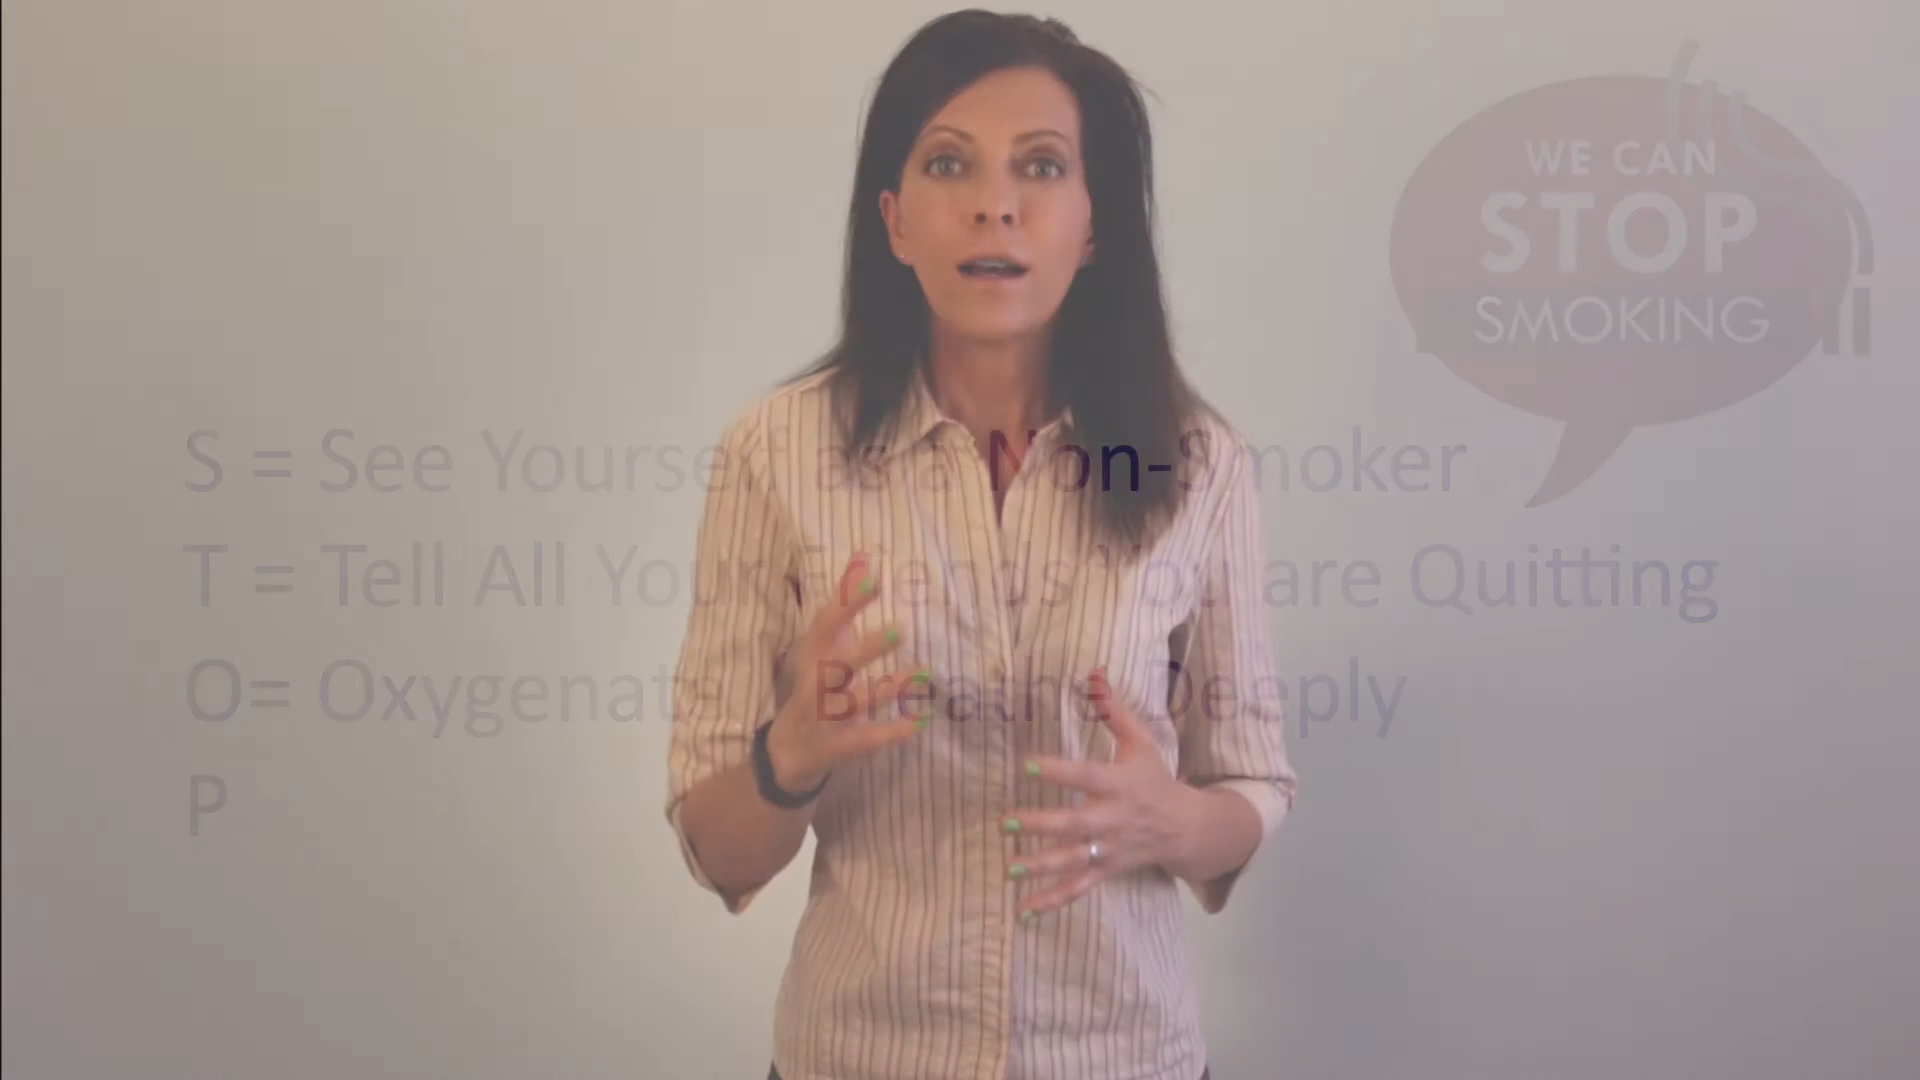 WE CAN
STOP
SMOKING
S = See Yourself as a Non-Smoker
T = Tell All Your Friends You are Quitting
O= Oxygenate Breathe Deeply
P